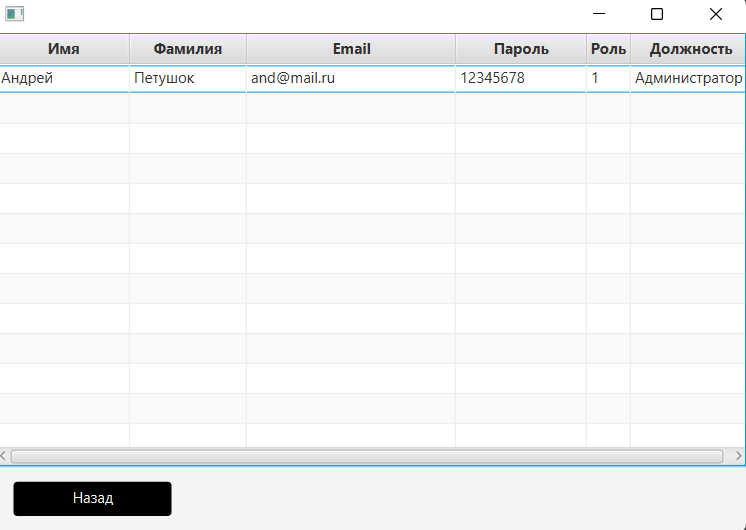 Имя Фамилия Email Пароль Роль Должность
Андрей Петушок and@mail.ru 12345678 1 Администратор
Назад